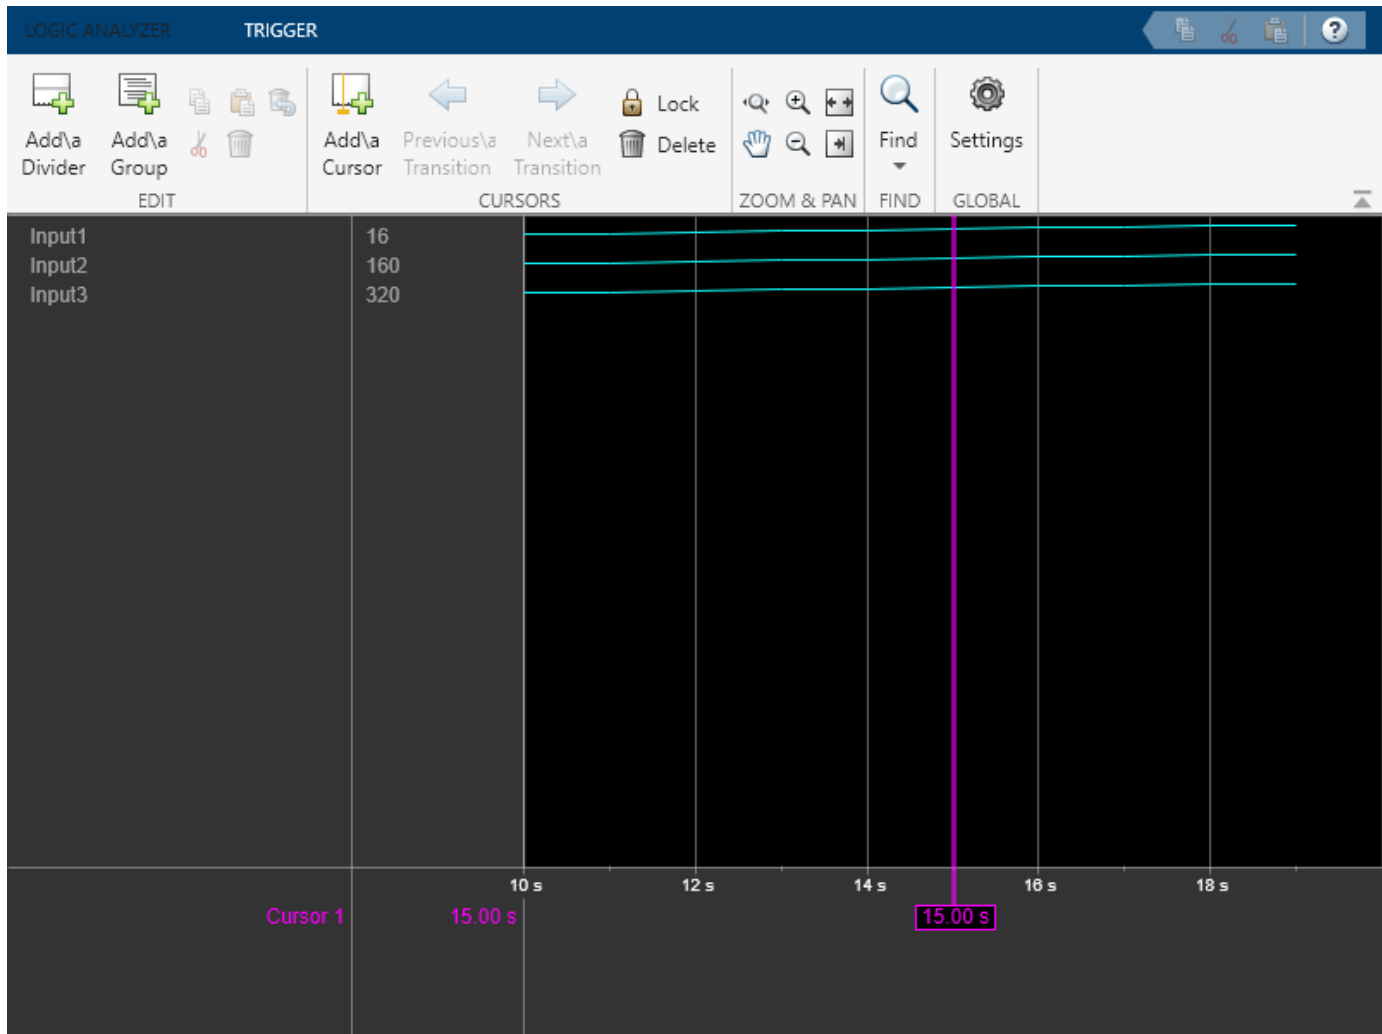 LOGIC ANALYZER TRIGGER
?
Add\a Divider
Add\a Group
EDIT
Add\a Cursor
Previous\a Transition
Next\a Transition
Lock
Delete
CURSORS
ZOOM & PAN
Find
FIND
Settings
GLOBAL
Input1 16
Input2 160
Input3 320
10 s 12 s 14 s 16 s 18 s
Cursor 1 15.00 s 15.00 s